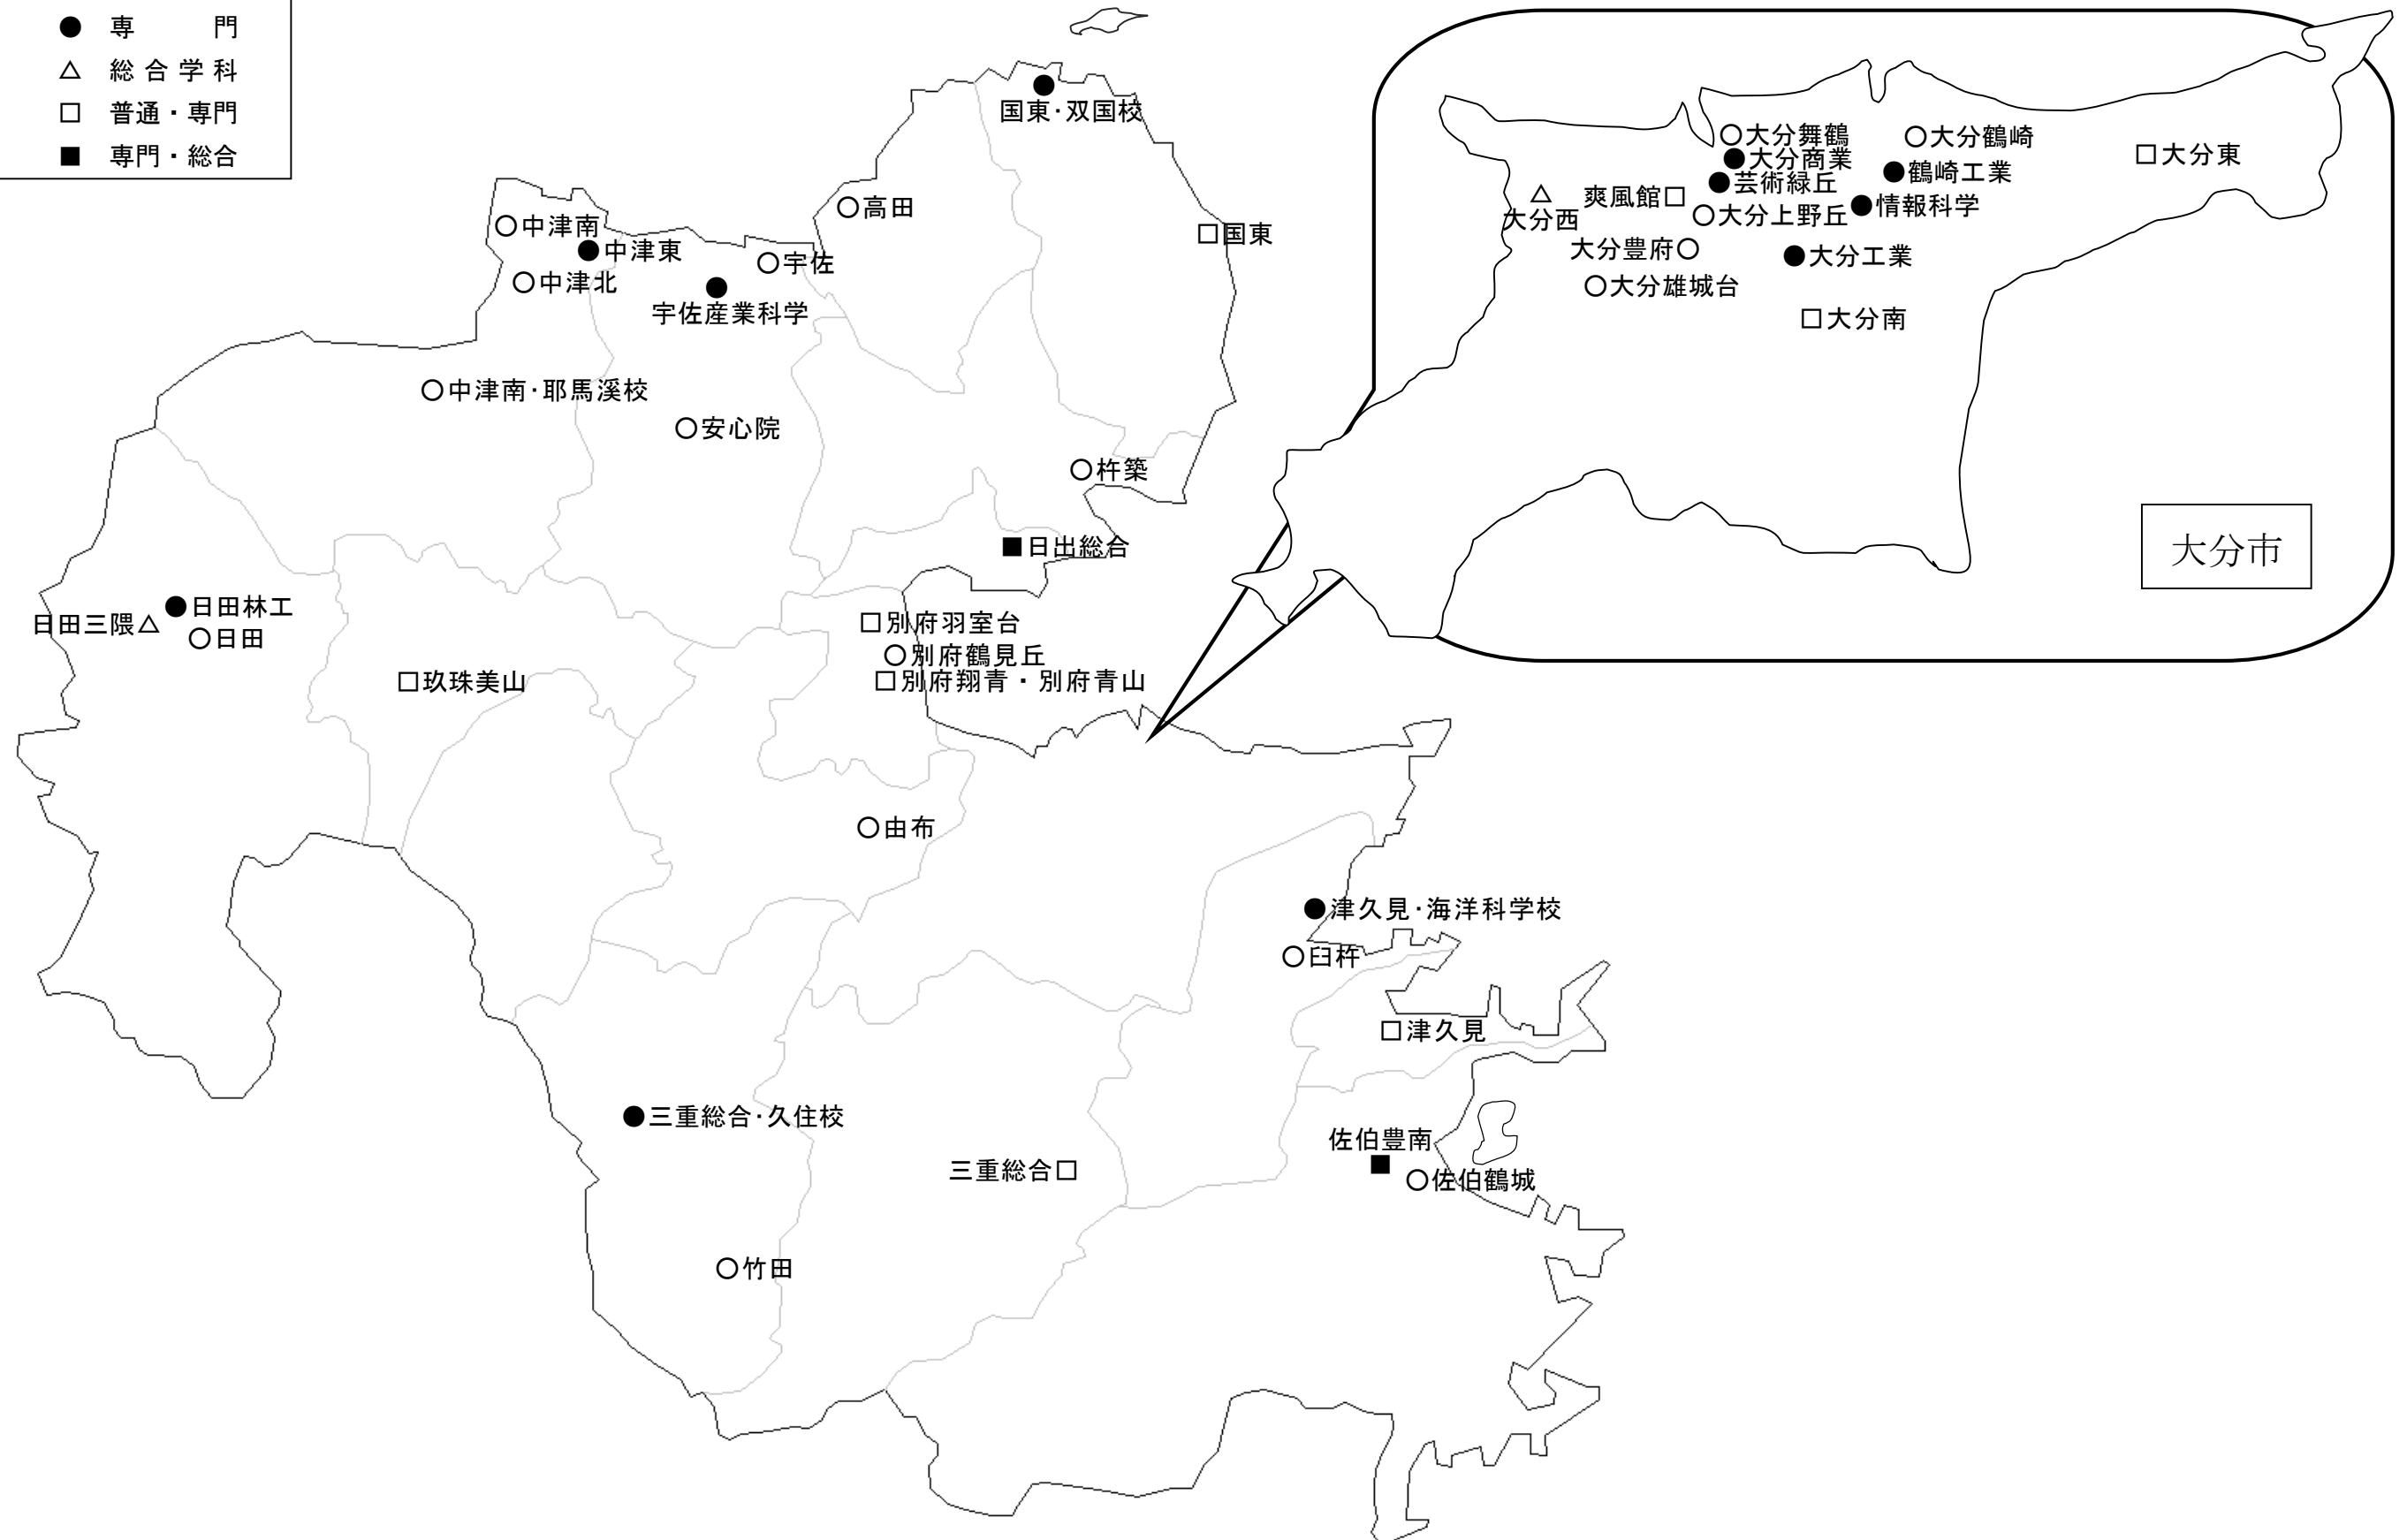 ● 専門
△ 総合学科
□ 普通・専門
■ 専門・総合
●
国東・双国校
○高田
□国東
○中津南
●中津東
○中津北
○宇佐
●
宇佐産業科学
○中津南・耶馬溪校
○安心院
○杵築
■日出総合
●日田林工
日田三隈△
○日田
□玖珠美山
□別府羽室台
○別府鶴見丘
□別府翔青・別府青山
○由布
●津久見・海洋科学校
○臼杵
□津久見
●三重総合・久住校
三重総合□
佐伯豊南
■
○佐伯鶴城
○竹田
○大分舞鶴
●大分商業
●芸術緑丘
○大分鶴崎
●鶴崎工業
□大分東
△
大分西
爽風館□
○大分上野丘
●情報科学
大分豊府○
●大分工業
○大分雄城台
□大分南
大分市